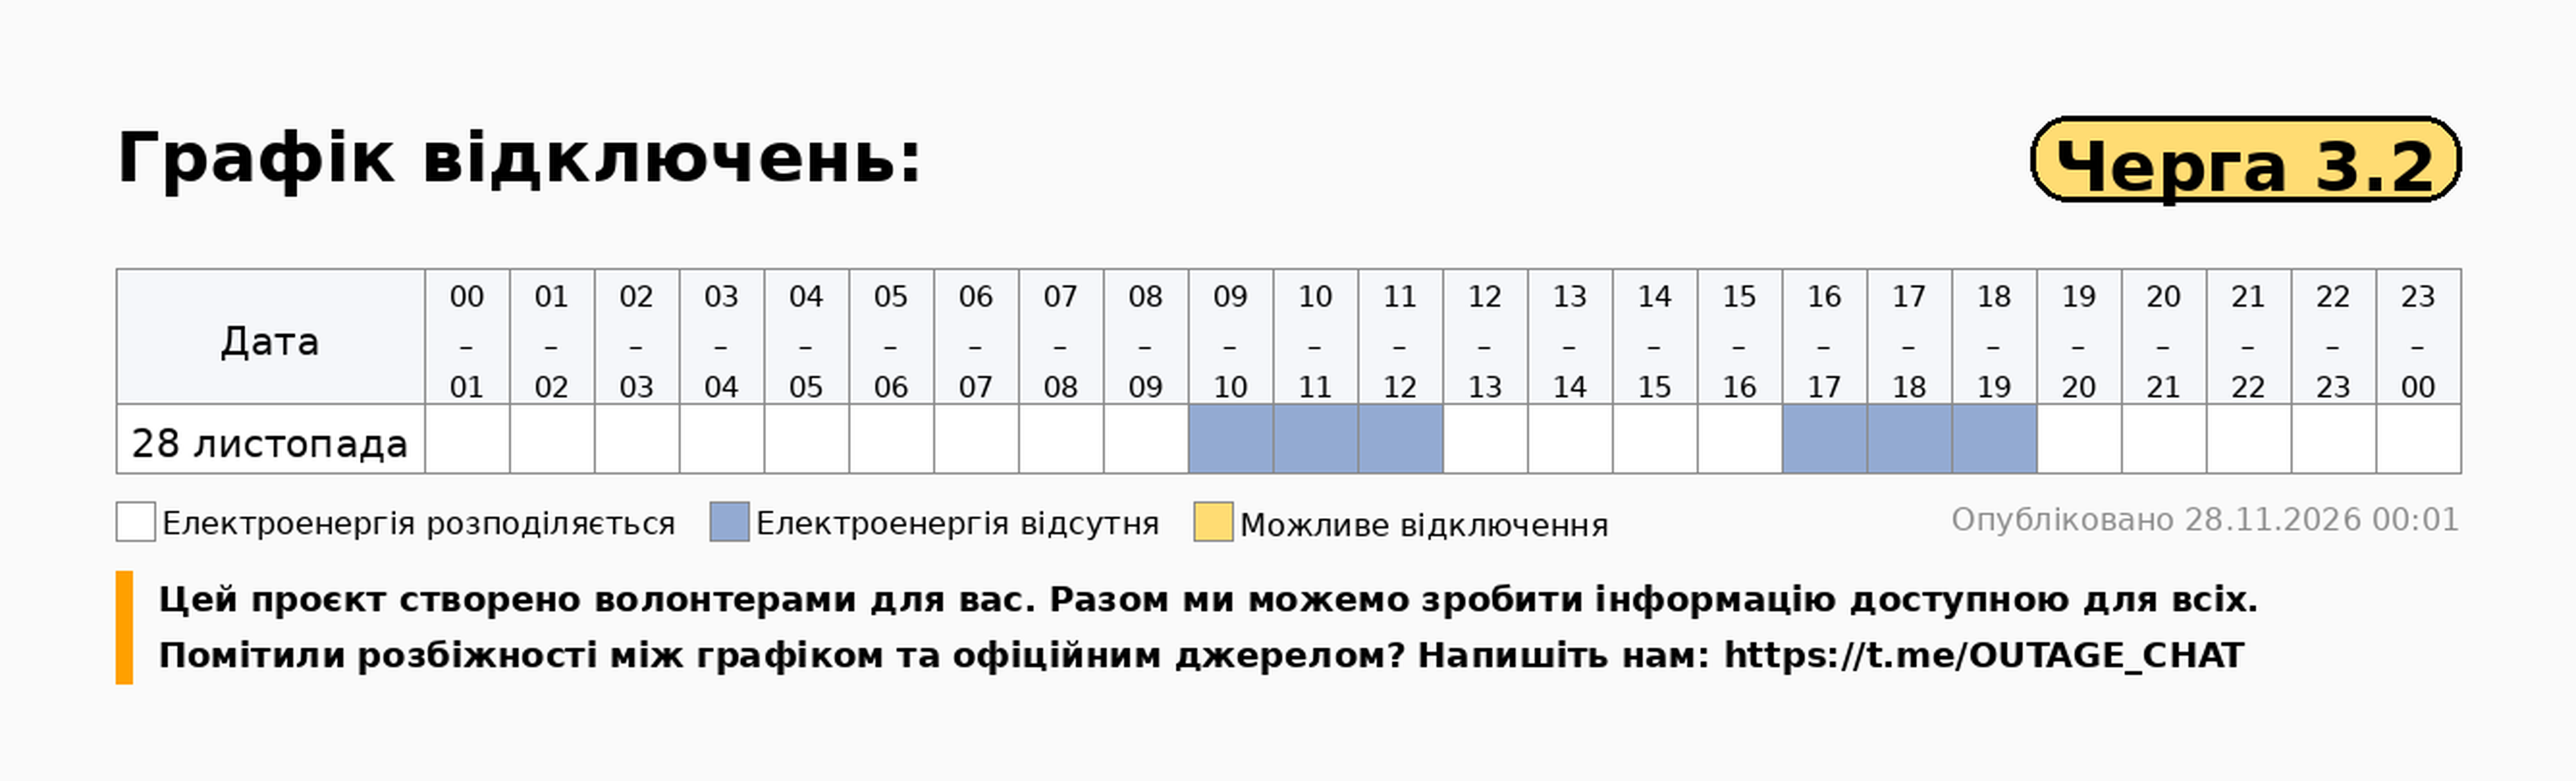 Графік відключень:
Черга 3.2
Дата 00 – 01 01 – 02 02 – 03 03 – 04 04 – 05 05 – 06 06 – 07 07 – 08 08 – 09 09 – 10 10 – 11 11 – 12 12 – 13 13 – 14 14 – 15 15 – 16 16 – 17 17 – 18 18 – 19 19 – 20 20 – 21 21 – 22 22 – 23 23 – 00
28 листопада
Електроенергія розподіляється Електроенергія відсутня Можливе відключення
Опубліковано 28.11.2026 00:01
Цей проєкт створено волонтерами для вас. Разом ми можемо зробити інформацію доступною для всіх.
Помітили розбіжності між графіком та офіційним джерелом? Напишіть нам: https://t.me/OUTAGE_CHAT